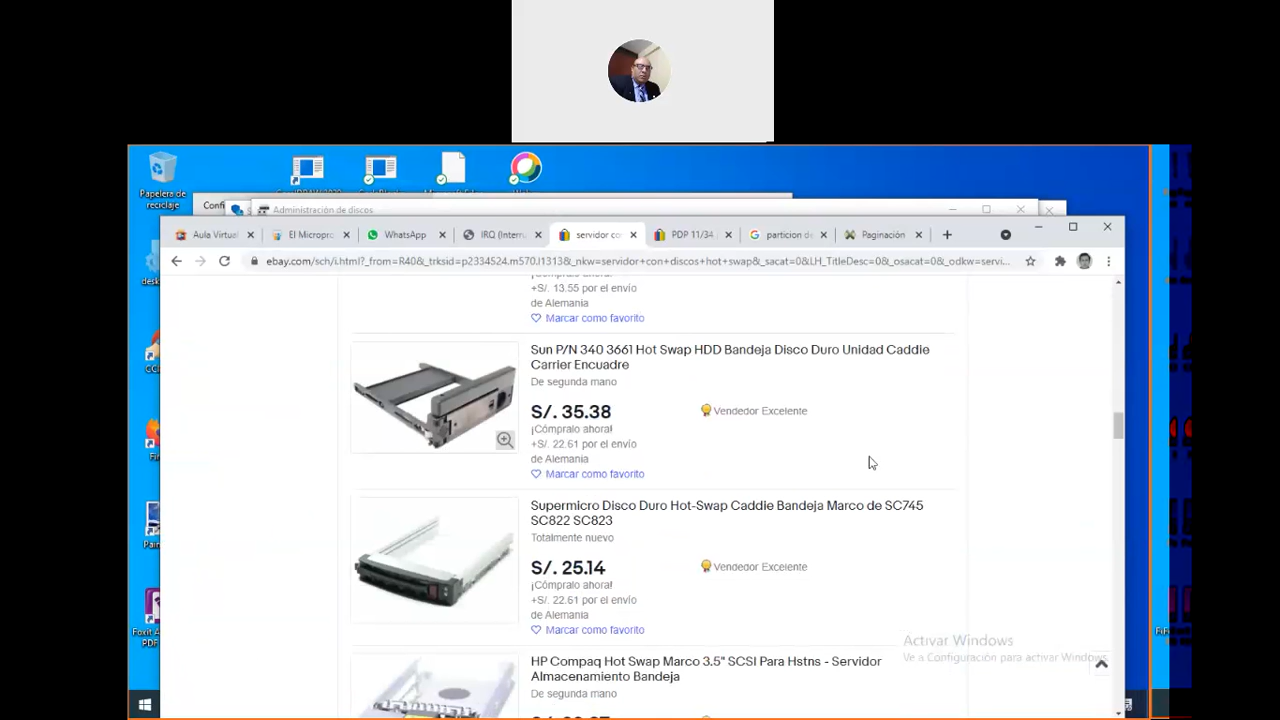 Papelera de
reciclaje
Confi
Administración de discos
Aula Virtual
El Micropro
WhatsApp
IRQ (Interru
servidor co
PDP 11/34
particion de
Paginación
ebay.com/sch/i.html?_from=R40&_trksid=p2334524.m570.l1313&_nkw=servidor+con+discos+hot+swap&_sacat=0&LH_TitleDesc=0&_osacat=0&_odkw=servi...
¡Cómpralo ahora!
+S/. 13.55 por el envío
de Alemania
Marcar como favorito
Sun P/N 340 3661 Hot Swap HDD Bandeja Disco Duro Unidad Caddie
Carrier Encuadre
De segunda mano
S/. 35.38
Vendedor Excelente
¡Cómpralo ahora!
+S/. 22.61 por el envío
de Alemania
Marcar como favorito
Supermicro Disco Duro Hot-Swap Caddie Bandeja Marco de SC745
SC822 SC823
Totalmente nuevo
S/. 25.14
Vendedor Excelente
¡Cómpralo ahora!
+S/. 22.61 por el envío
de Alemania
Marcar como favorito
HP Compaq Hot Swap Marco 3.5" SCSI Para Hstns - Servidor
Almacenamiento Bandeja
De segunda mano
Activar Windows
Ve a Configuración para activar Windows.
Foxit
PDF